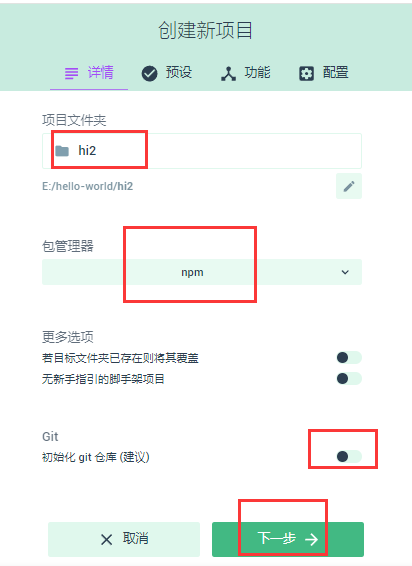 创建新项目
详情 预设 功能 配置
项目文件夹
hi2
E:/hello-world/hi2
包管理器
npm
更多选项
若目标文件夹已存在则将其覆盖
无新手指引的脚手架项目
Git
初始化 git 仓库 (建议)
取消 下一步